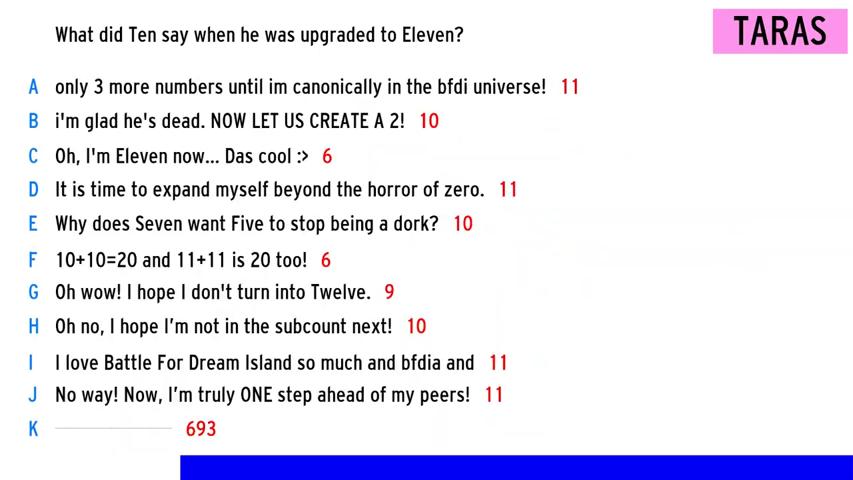 What did Ten say when he was upgraded to Eleven?
TARAS
A only 3 more numbers until im canonically in the bfdi universe! 11
B i'm glad he's dead. NOW LET US CREATE A 2! 10
C Oh, I'm Eleven now... Das cool :> 6
D It is time to expand myself beyond the horror of zero. 11
E Why does Seven want Five to stop being a dork? 10
F 10+10=20 and 11+11 is 20 too! 6
G Oh wow! I hope I don't turn into Twelve. 9
H Oh no, I hope I'm not in the subcount next! 10
I I love Battle For Dream Island so much and bfdia and 11
J No way! Now, I'm truly ONE step ahead of my peers! 11
K 693